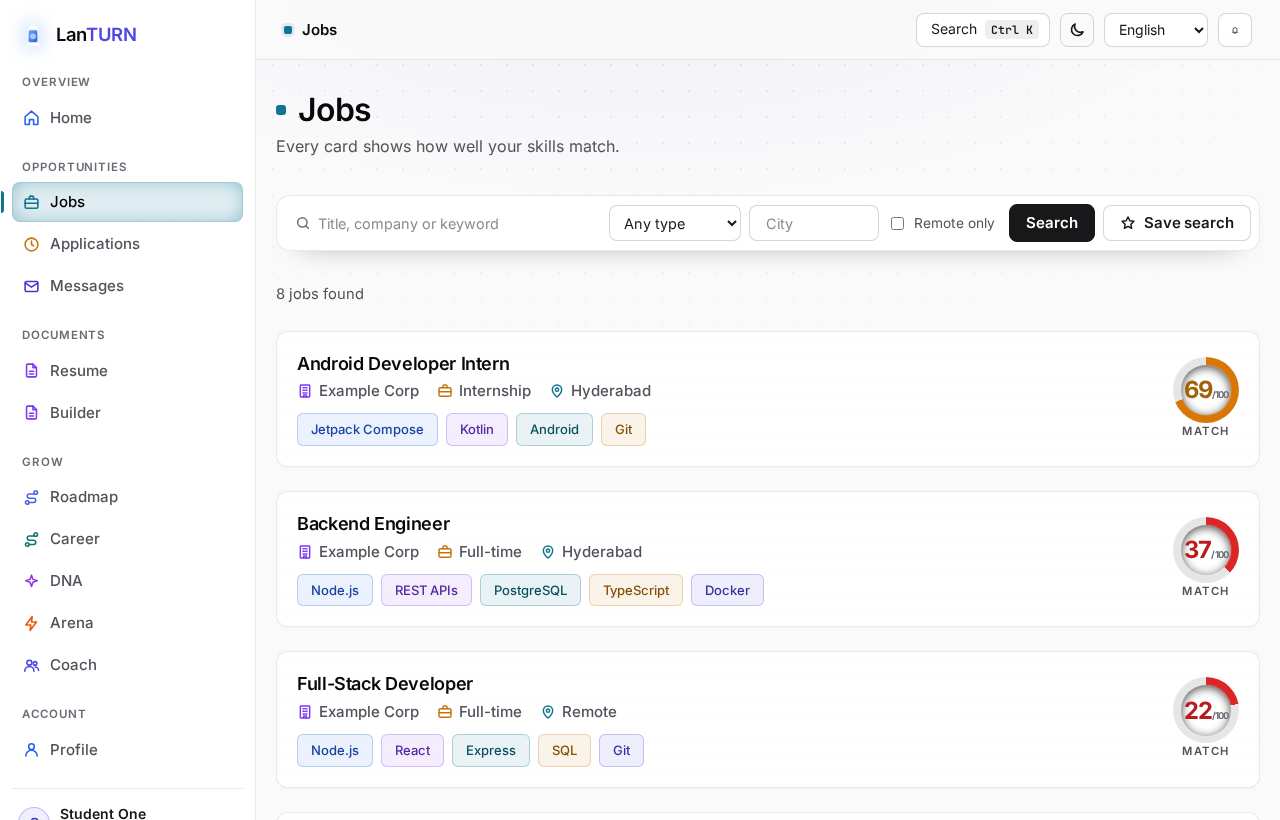 LanTURN
OVERVIEW
Home
OPPORTUNITIES
Jobs
Applications
Messages
DOCUMENTS
Resume
Builder
GROW
Roadmap
Career
DNA
Arena
Coach
ACCOUNT
Profile
Student One
Jobs
Search Ctrl K
English
Jobs
Every card shows how well your skills match.
Title, company or keyword
Any type
City
Remote only
Search
Save search
8 jobs found
Android Developer Intern
Example Corp Internship Hyderabad
Jetpack Compose Kotlin Android Git
69/100
MATCH
Backend Engineer
Example Corp Full-time Hyderabad
Node.js REST APIs PostgreSQL TypeScript Docker
37/100
MATCH
Full-Stack Developer
Example Corp Full-time Remote
Node.js React Express SQL Git
22/100
MATCH